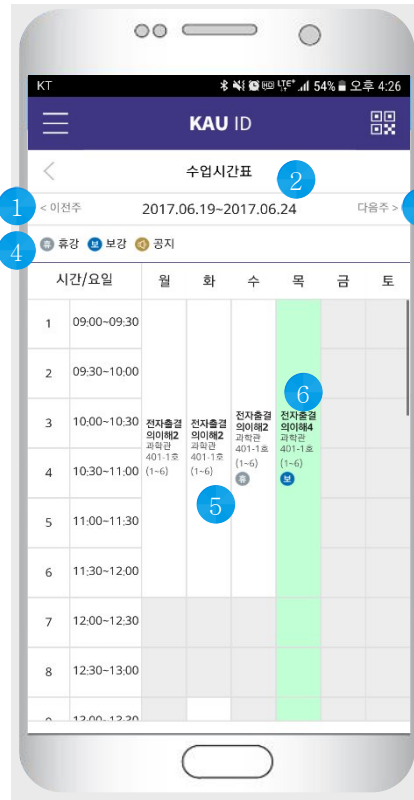 KT 54% 오후 4:26
KAU ID
수업시간표
2
1
< 이전주 2017.06.19~2017.06.24 다음주 >
4
휴 휴강 보 보강 공지
시간/요일 월 화 수 목 금 토
1 09:00~09:30
2 09:30~10:00
3 10:00~10:30
4 10:30~11:00
5 11:00~11:30
6 11:30~12:00
7 12:00~12:30
8 12:30~13:00
전자출결
의이해2
과학관
401-1호
(1~6)
전자출결
의이해2
과학관
401-1호
(1~6)
5
전자출결
의이해2
과학관
401-1호
(1~6)
휴
6
전자출결
의이해4
과학관
401-1호
(1~6)
보